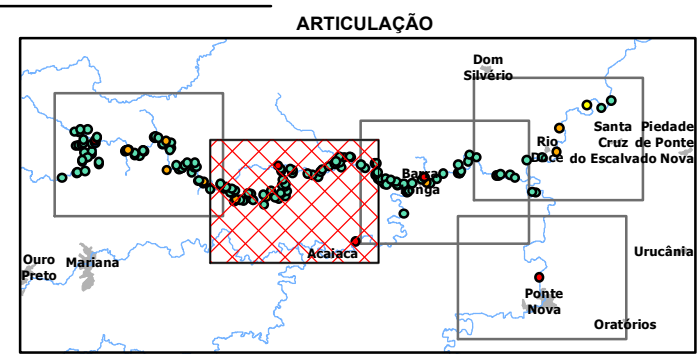 ARTICULAÇÃO
Dom
Silvério
Rio
Doce
Santa
Cruz
do Escalvado
Piedade
de Ponte
Nova
Barra
Longa
Acaiaca
Ouro
Preto
Mariana
Urucânia
Ponte
Nova
Oratórios